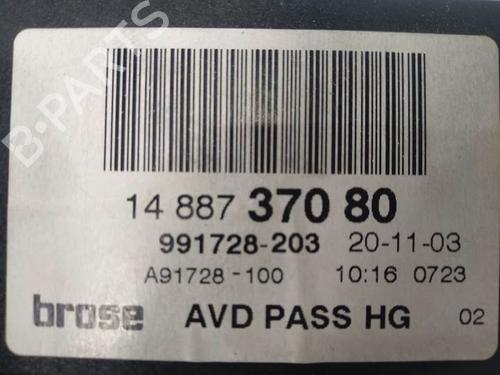 B-PARTS
14 887 370 80
991728-203 20-11-03
A91728-100 10:16 0723
brose AVD PASS HG 02